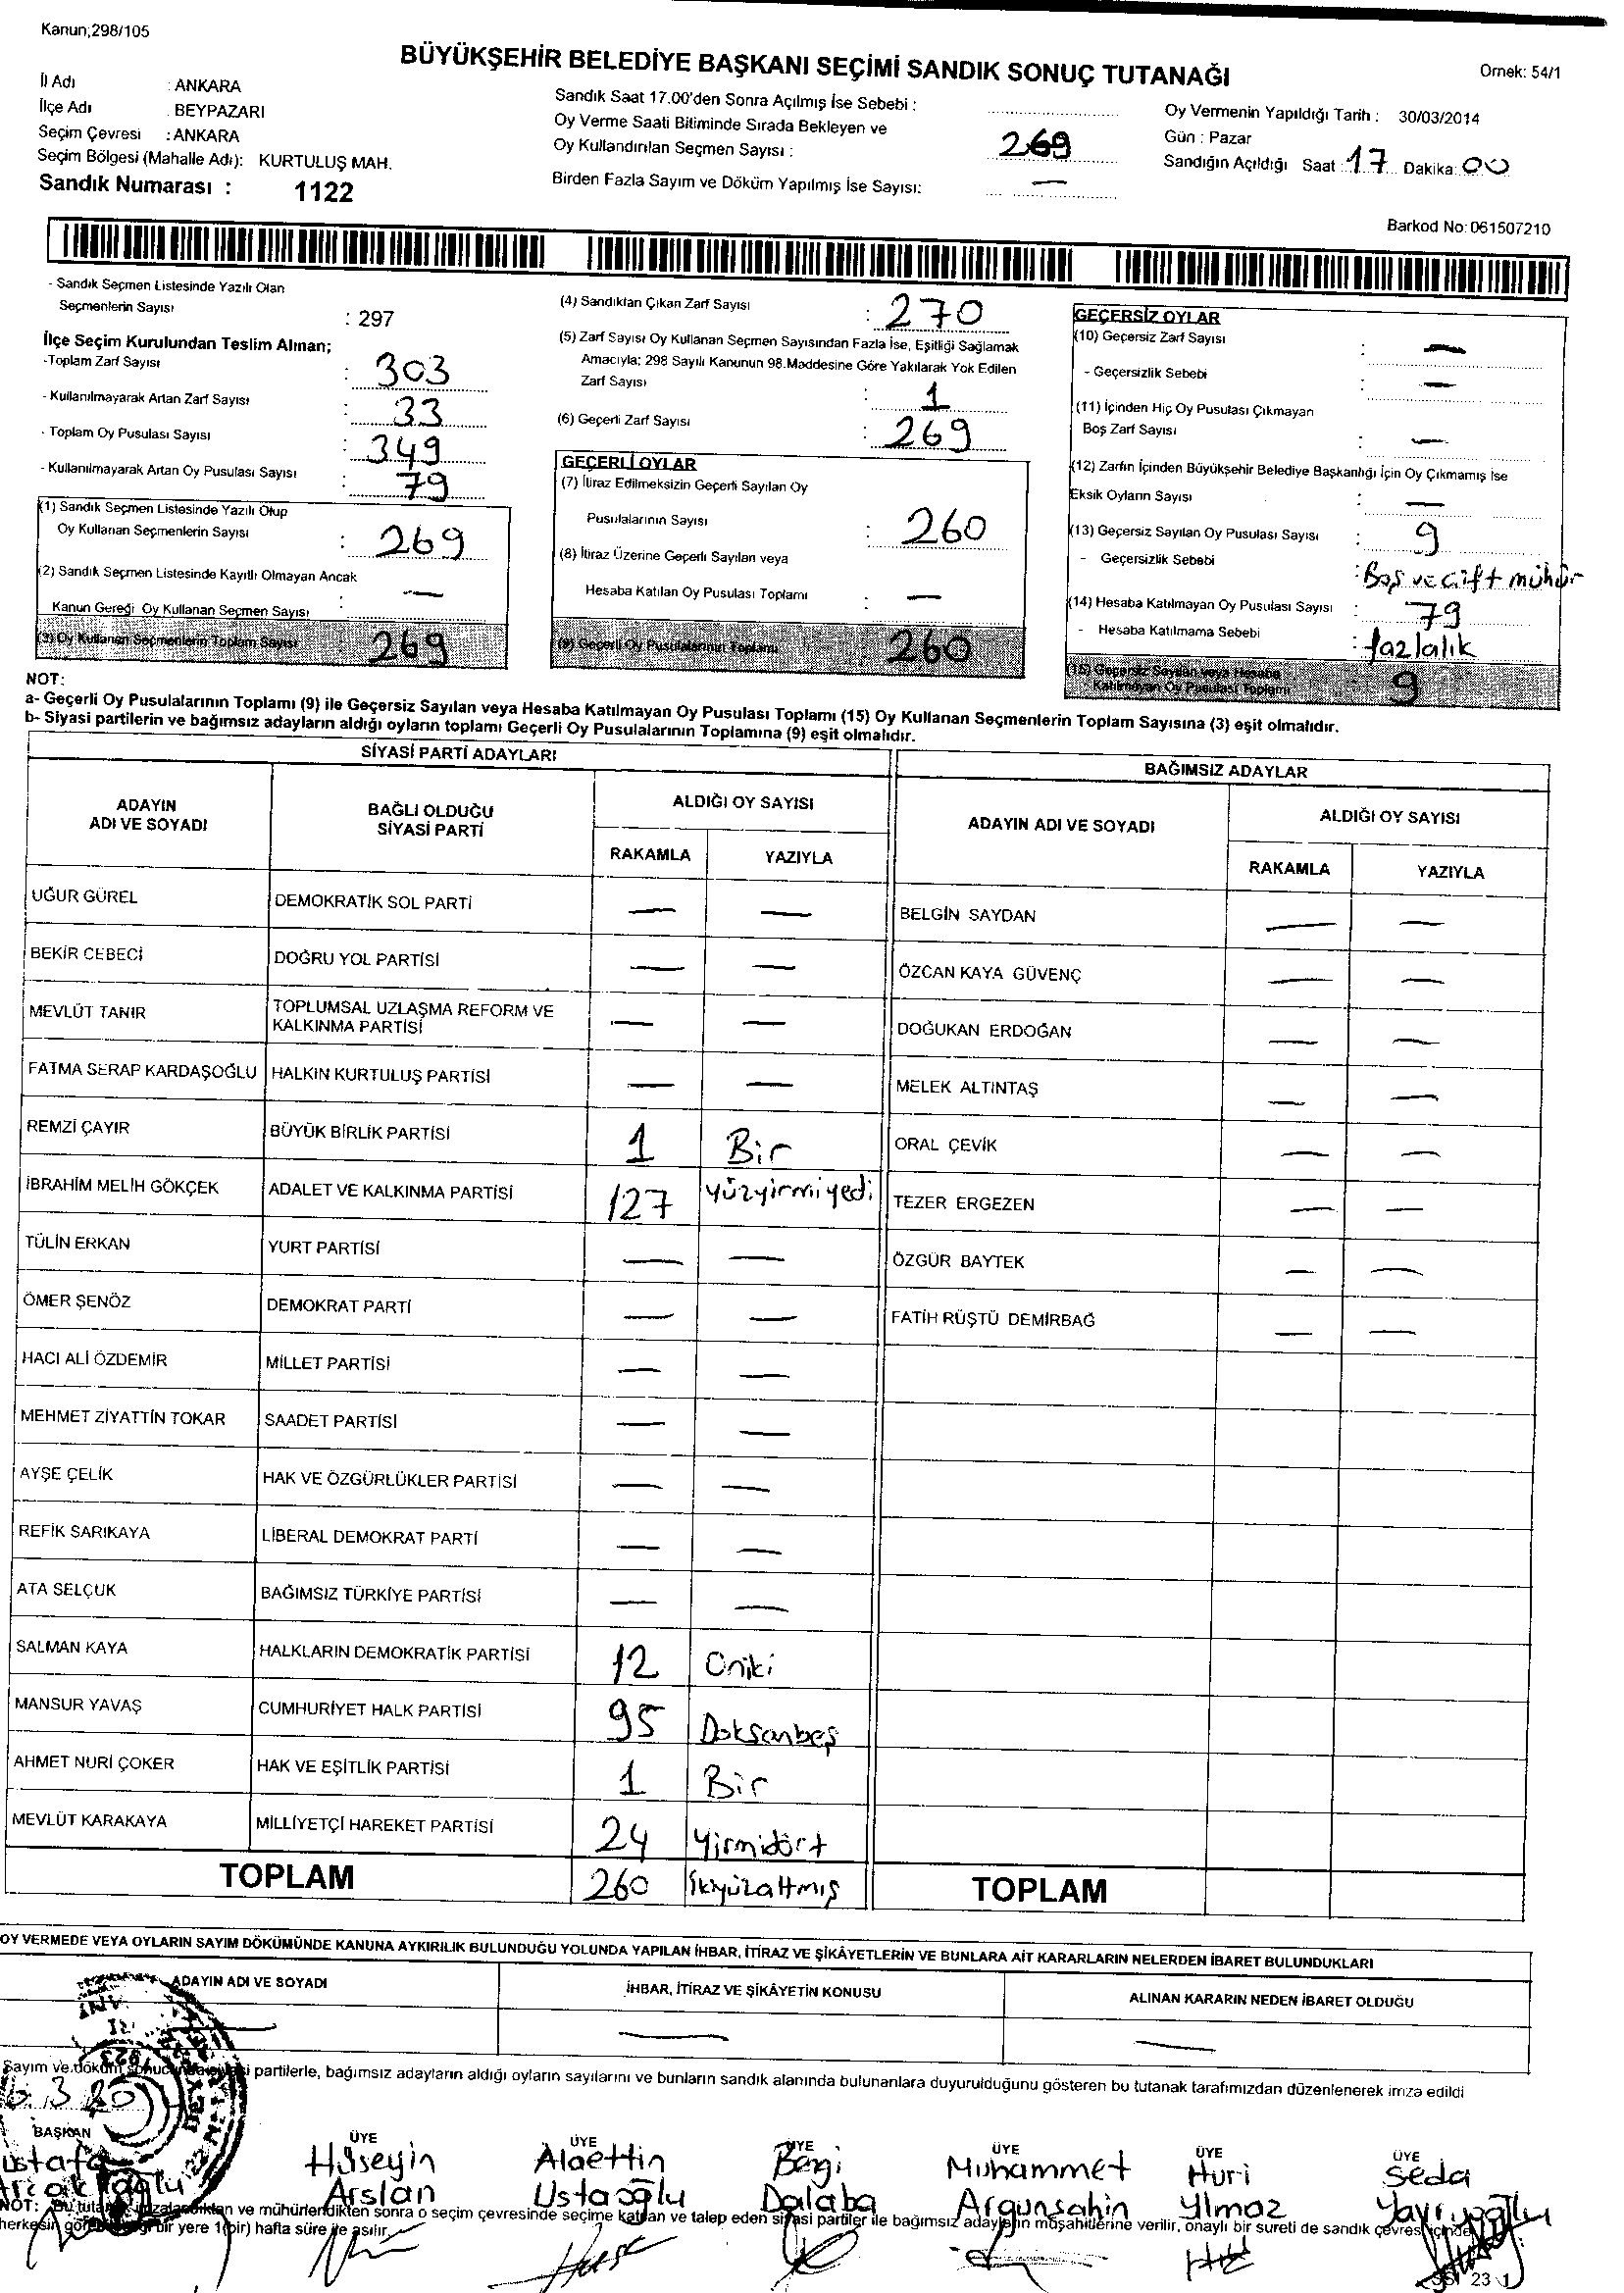 Kanun;298/105
BÜYÜKŞEHİR BELEDİYE BAŞKANI SEÇİMİ SANDIK SONUÇ TUTANAĞI
Örnek: 54/1
İl Adı : ANKARA
İlçe Adı BEYPAZARI
Seçim Çevresi : ANKARA
Seçim Bölgesi (Mahalle Adı): KURTULUŞ MAH.
Sandık Numarası : 1122
Sandık Saat 17.00'den Sonra Açılmış İse Sebebi :
Oy Verme Saati Bitiminde Sırada Bekleyen ve
Oy Kullandırılan Seçmen Sayısı : 269
Birden Fazla Sayım ve Döküm Yapılmış İse Sayısı: —
Oy Vermenin Yapıldığı Tarih : 30/03/2014
Gün : Pazar
Sandığın Açıldığı Saat : 17 Dakika: 00
Barkod No: 061507210
- Sandık Seçmen Listesinde Yazılı Olan
Seçmenlerin Sayısı : 297
İlçe Seçim Kurulundan Teslim Alınan;
-Toplam Zarf Sayısı : 303
- Kullanılmayarak Artan Zarf Sayısı : 33
- Toplam Oy Pusulası Sayısı : 349
- Kullanılmayarak Artan Oy Pusulası Sayısı : 79
(1) Sandık Seçmen Listesinde Yazılı Olup
Oy Kullanan Seçmenlerin Sayısı : 269
(2) Sandık Seçmen Listesinde Kayıtlı Olmayan Ancak
Kanun Gereği Oy Kullanan Seçmen Sayısı : —
(3) Oy Kullanan Seçmenlerin Toplam Sayısı : 269
(4) Sandıktan Çıkan Zarf Sayısı : 270
(5) Zarf Sayısı Oy Kullanan Seçmen Sayısından Fazla İse, Eşitliği Sağlamak
Amacıyla; 298 Sayılı Kanunun 98.Maddesine Göre Yakılarak Yok Edilen
Zarf Sayısı : 1
(6) Geçerli Zarf Sayısı : 269
GEÇERLİ OYLAR
(7) İtiraz Edilmeksizin Geçerli Sayılan Oy
Pusulalarının Sayısı : 260
(8) İtiraz Üzerine Geçerli Sayılan veya
Hesaba Katılan Oy Pusulası Toplamı : —
(9) Geçerli Oy Pusulalarının Toplamı 260
GEÇERSİZ OYLAR
(10) Geçersiz Zarf Sayısı : —
- Geçersizlik Sebebi : —
(11) İçinden Hiç Oy Pusulası Çıkmayan
Boş Zarf Sayısı : —
(12) Zarfın İçinden Büyükşehir Belediye Başkanlığı İçin Oy Çıkmamış İse
Eksik Oyların Sayısı : —
(13) Geçersiz Sayılan Oy Pusulası Sayısı : 9
- Geçersizlik Sebebi : Boş ve çift mühür
(14) Hesaba Katılmayan Oy Pusulası Sayısı : 79
- Hesaba Katılmama Sebebi : fazlalık
(15) Geçersiz Sayılan veya Hesaba
Katılmayan Oy Pusulası Toplamı 9
NOT:
a- Geçerli Oy Pusulalarının Toplamı (9) ile Geçersiz Sayılan veya Hesaba Katılmayan Oy Pusulası Toplamı (15) Oy Kullanan Seçmenlerin Toplam Sayısına (3) eşit olmalıdır.
b- Siyasi partilerin ve bağımsız adayların aldığı oyların toplamı Geçerli Oy Pusulalarının Toplamına (9) eşit olmalıdır.
SİYASİ PARTİ ADAYLARI
ADAYIN ADI VE SOYADI BAĞLI OLDUĞU SİYASİ PARTİ ALDIĞI OY SAYISI
RAKAMLA YAZIYLA
UĞUR GÜREL DEMOKRATİK SOL PARTİ — —
BEKİR CEBECİ DOĞRU YOL PARTİSİ — —
MEVLÜT TANIR TOPLUMSAL UZLAŞMA REFORM VE KALKINMA PARTİSİ — —
FATMA SERAP KARDAŞOĞLU HALKIN KURTULUŞ PARTİSİ — —
REMZİ ÇAYIR BÜYÜK BİRLİK PARTİSİ 1 Bir
İBRAHİM MELİH GÖKÇEK ADALET VE KALKINMA PARTİSİ 127 yüzyirmiyedi
TÜLİN ERKAN YURT PARTİSİ — —
ÖMER ŞENÖZ DEMOKRAT PARTİ — —
HACI ALİ ÖZDEMİR MİLLET PARTİSİ — —
MEHMET ZİYATTİN TOKAR SAADET PARTİSİ — —
AYŞE ÇELİK HAK VE ÖZGÜRLÜKLER PARTİSİ — —
REFİK SARIKAYA LİBERAL DEMOKRAT PARTİ — —
ATA SELÇUK BAĞIMSIZ TÜRKİYE PARTİSİ — —
SALMAN KAYA HALKLARIN DEMOKRATİK PARTİSİ 12 Oniki
MANSUR YAVAŞ CUMHURİYET HALK PARTİSİ 95 Doksanbeş
AHMET NURİ ÇOKER HAK VE EŞİTLİK PARTİSİ 1 Bir
MEVLÜT KARAKAYA MİLLİYETÇİ HAREKET PARTİSİ 24 Yirmidört
TOPLAM 260 İkiyüzaltmış
BAĞIMSIZ ADAYLAR
ADAYIN ADI VE SOYADI ALDIĞI OY SAYISI
RAKAMLA YAZIYLA
BELGİN SAYDAN — —
ÖZCAN KAYA GÜVENÇ — —
DOĞUKAN ERDOĞAN — —
MELEK ALTINTAŞ — —
ORAL ÇEVİK — —
TEZER ERGEZEN — —
ÖZGÜR BAYTEK — —
FATİH RÜŞTÜ DEMİRBAĞ — —
TOPLAM
OY VERMEDE VEYA OYLARIN SAYIM DÖKÜMÜNDE KANUNA AYKIRILIK BULUNDUĞU YOLUNDA YAPILAN İHBAR, İTİRAZ VE ŞİKÂYETLERİN VE BUNLARA AİT KARARLARIN NELERDEN İBARET BULUNDUKLARI
ADAYIN ADI VE SOYADI İHBAR, İTİRAZ VE ŞİKÂYETİN KONUSU ALINAN KARARIN NEDEN İBARET OLDUĞU
— — —
Sayım ve döküm sonucunda siyasi partilerle, bağımsız adayların aldığı oyların sayılarını ve bunların sandık alanında bulunanlara duyurulduğunu gösteren bu tutanak tarafımızdan düzenlenerek imza edildi
BAŞKAN ÜYE ÜYE ÜYE ÜYE ÜYE ÜYE
Hüseyin Alaettin Muhammet Huri Seda
Arslan Ustaoğlu Dalaba Argunşahin Yılmaz
NOT: Bu tutanak imzalandıktan ve mühürlendikten sonra o seçim çevresinde seçime katılan ve talep eden siyasi partiler ile bağımsız adayların müşahitlerine verilir, onaylı bir sureti de sandık çevresi içinde
herkesin göreceği bir yere 1(bir) hafta süre ile asılır.
23